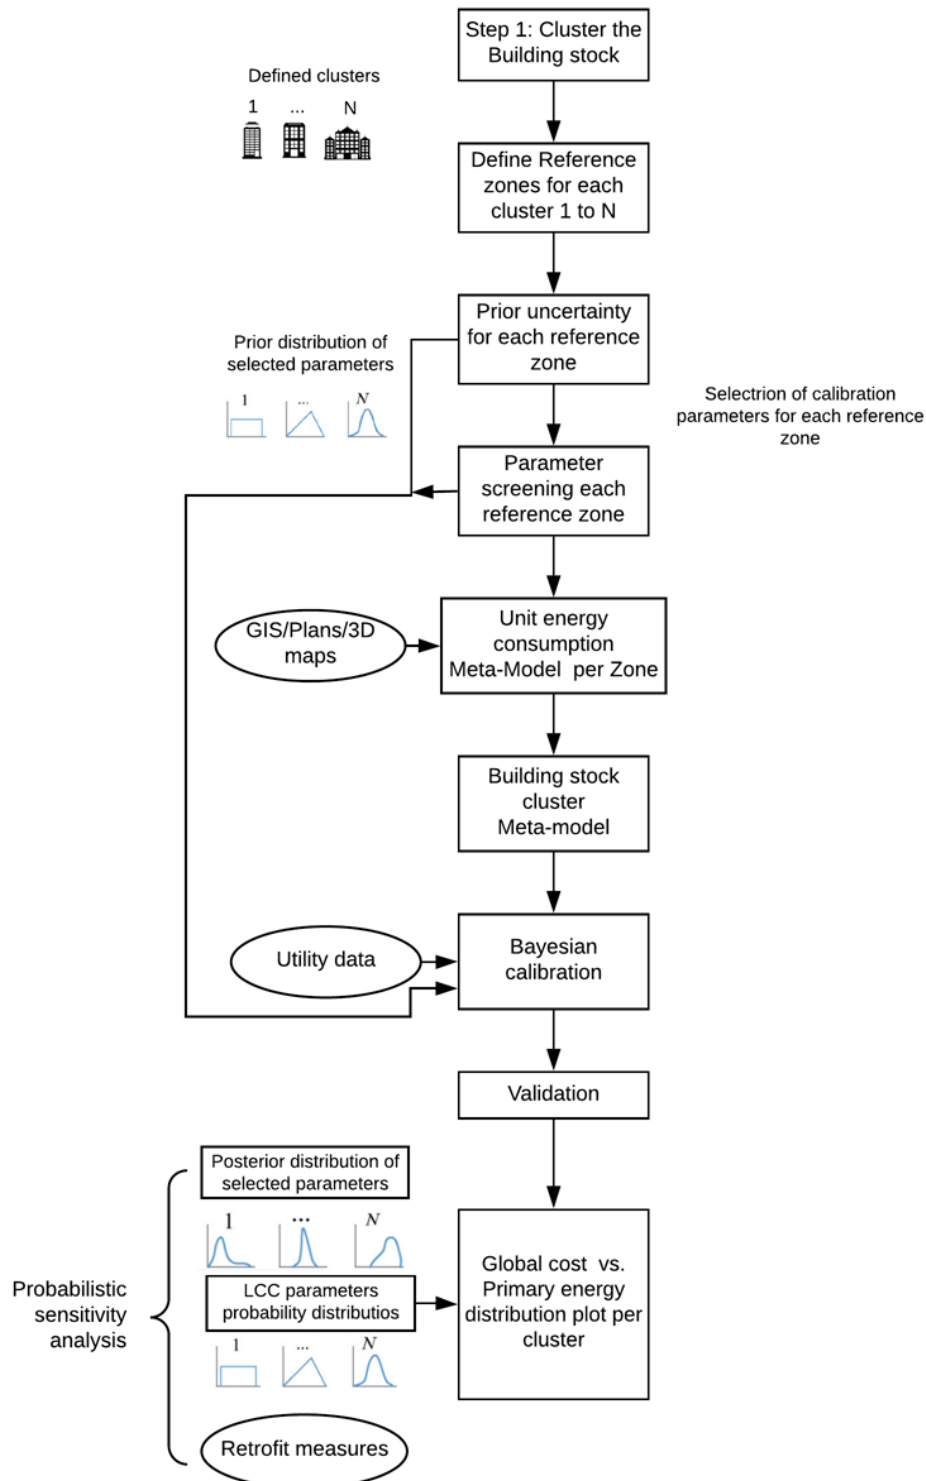 Step 1: Cluster the
Building stock
Defined clusters
1 ... N
Define Reference
zones for each
cluster 1 to N
Prior uncertainty
for each reference
zone
Prior distribution of
selected parameters
1 ... N
Selectrion of calibration
parameters for each reference
zone
Parameter
screening each
reference zone
Unit energy
consumption
Meta-Model per Zone
GIS/Plans/3D
maps
Building stock
cluster
Meta-model
Bayesian
calibration
Utility data
Validation
Posterior distribution of
selected parameters
1 ... N
LCC parameters
probability distributios
1 ... N
Retrofit measures
Probabilistic
sensitivity
analysis
Global cost vs.
Primary energy
distribution plot per
cluster